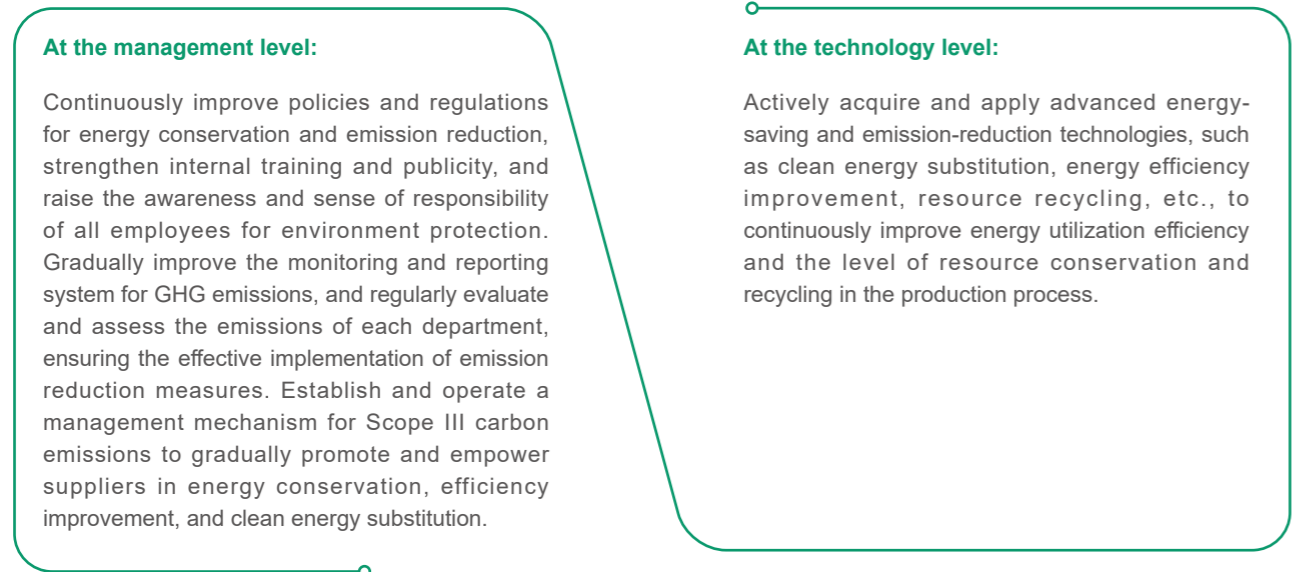 At the management level:
Continuously improve policies and regulations
for energy conservation and emission reduction,
strengthen internal training and publicity, and
raise the awareness and sense of responsibility
of all employees for environment protection.
Gradually improve the monitoring and reporting
system for GHG emissions, and regularly evaluate
and assess the emissions of each department,
ensuring the effective implementation of emission
reduction measures. Establish and operate a
management mechanism for Scope III carbon
emissions to gradually promote and empower
suppliers in energy conservation, efficiency
improvement, and clean energy substitution.
At the technology level:
Actively acquire and apply advanced energy-
saving and emission-reduction technologies, such
as clean energy substitution, energy efficiency
improvement, resource recycling, etc., to
continuously improve energy utilization efficiency
and the level of resource conservation and
recycling in the production process.